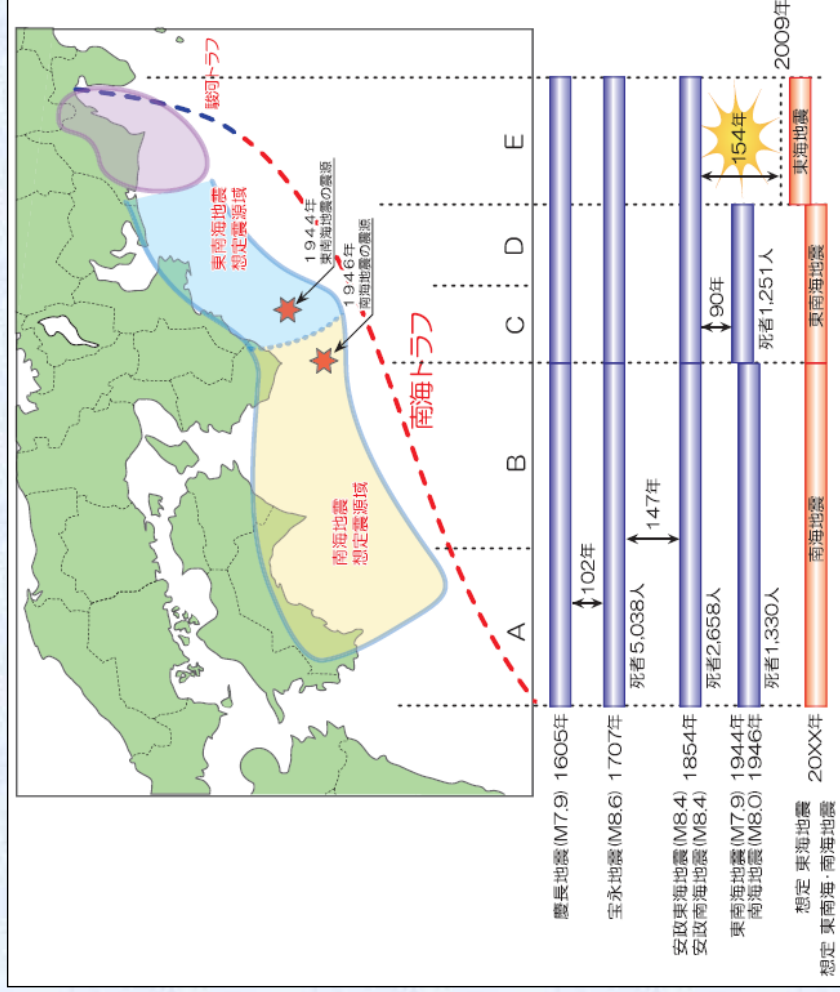 駿河トラフ
東南海地震
想定震源域
1944年
東南海地震の震源
1946年
南海地震の震源
南海トラフ
南海地震
想定震源域
A
B
C
D
E
慶長地震(M7.9) 1605年
102年
宝永地震(M8.6) 1707年
死者5,038人
147年
安政東海地震(M8.4)
安政南海地震(M8.4)
1854年
死者2,658人
90年
154年
東南海地震(M7.9) 1944年
南海地震(M8.0) 1946年
死者1,330人
死者1,251人
2009年
想定 東海地震
想定 東南海・南海地震
20XX年
南海地震
東南海地震
東海地震